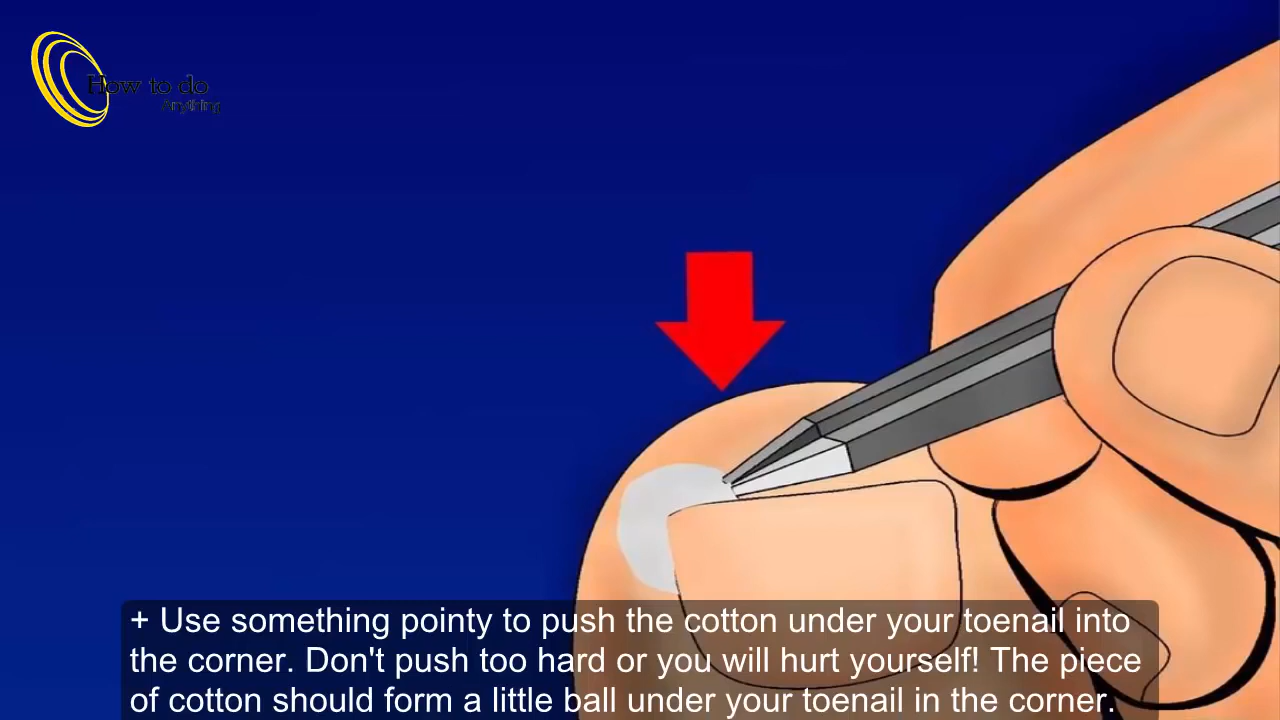 How to do
Anything
+ Use something pointy to push the cotton under your toenail into
the corner. Don't push too hard or you will hurt yourself! The piece
of cotton should form a little ball under your toenail in the corner.